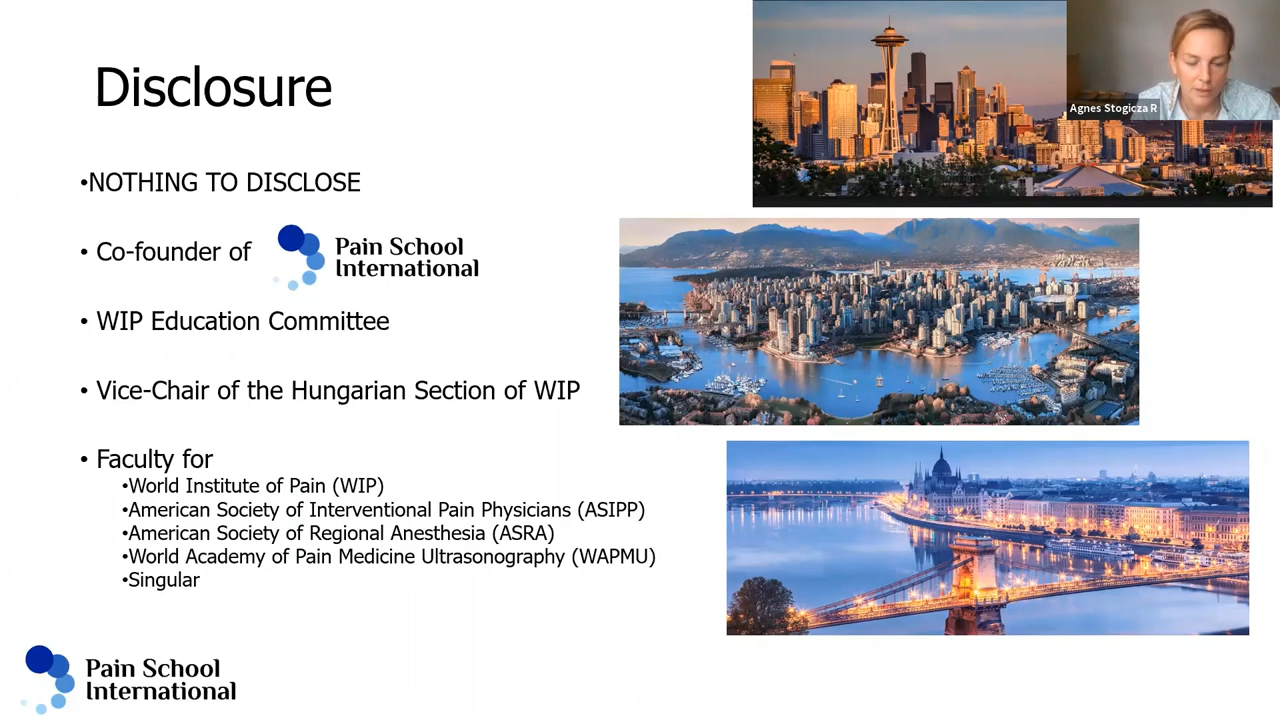 Disclosure
Agnes Stogicza R
•NOTHING TO DISCLOSE
• Co-founder of
Pain School
International
• WIP Education Committee
• Vice-Chair of the Hungarian Section of WIP
• Faculty for
•World Institute of Pain (WIP)
•American Society of Interventional Pain Physicians (ASIPP)
•American Society of Regional Anesthesia (ASRA)
•World Academy of Pain Medicine Ultrasonography (WAPMU)
•Singular
Pain School
International